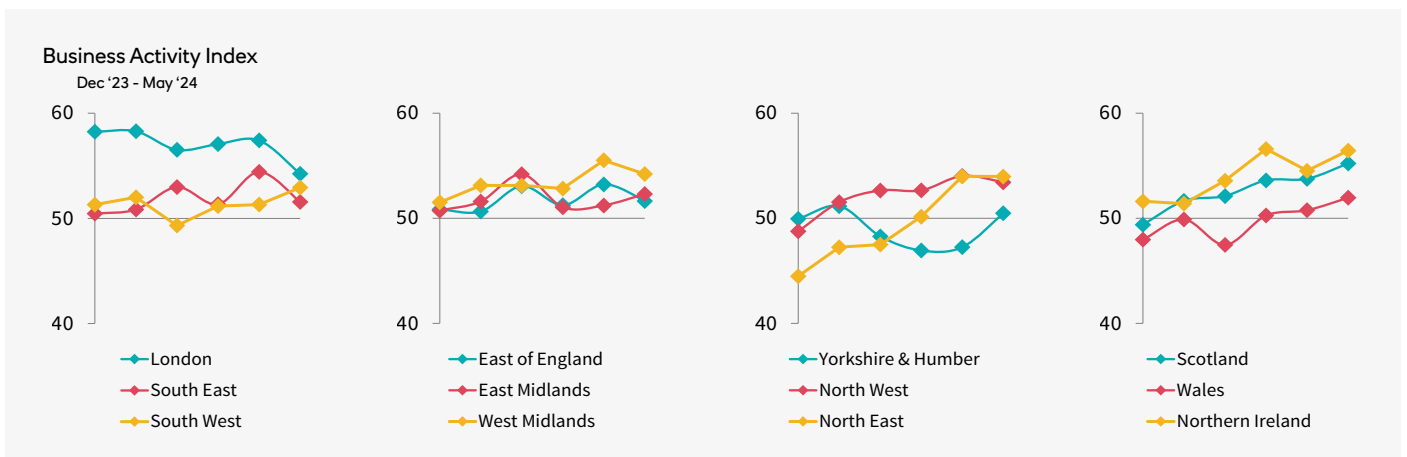 Business Activity Index
Dec ‘23 - May ‘24
60
50
40
London
South East
South West
60
50
40
East of England
East Midlands
West Midlands
60
50
40
Yorkshire & Humber
North West
North East
60
50
40
Scotland
Wales
Northern Ireland